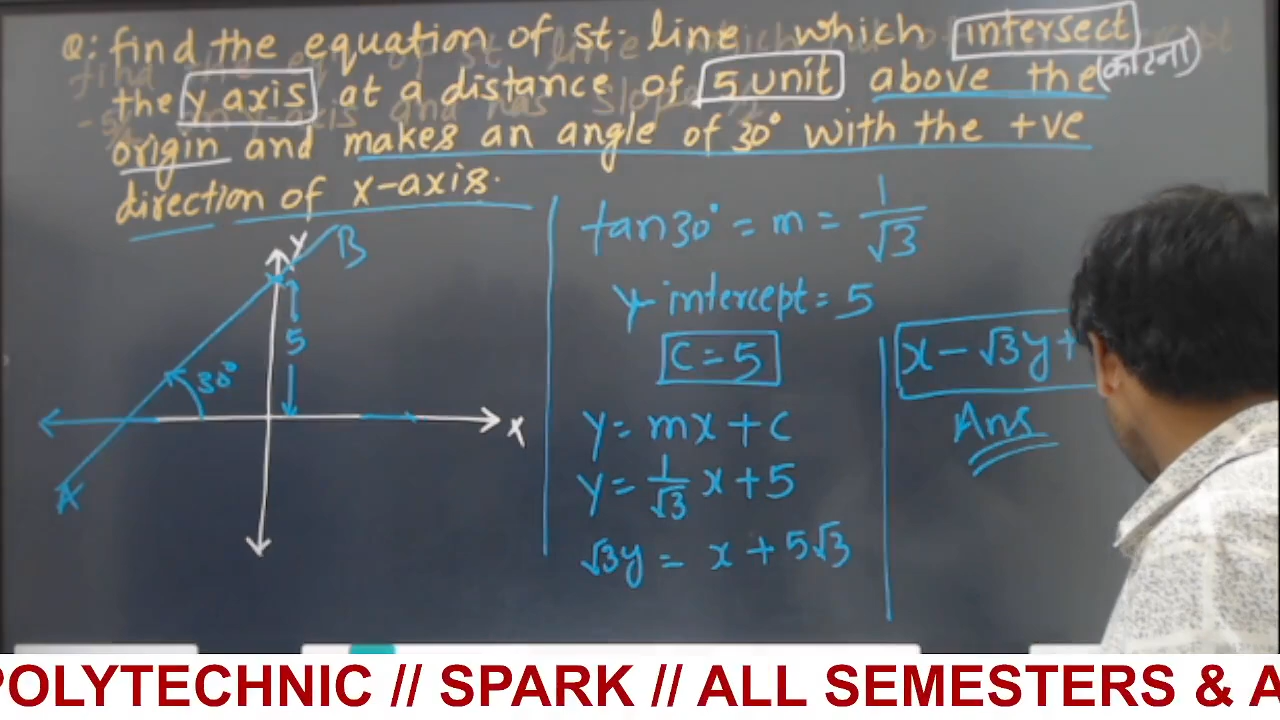 Q: find the equation of st. line which intersect
the y axis at a distance of 5 unit above the (काटना)
origin and makes an angle of 30° with the +ve
direction of x-axis.
Y
B
5
30°
X
A
tan30° = m = 1/√3
y-intercept = 5
C = 5
y = mx + c
y = 1/√3 x + 5
√3y = x + 5√3
x - √3y +
Ans
POLYTECHNIC // SPARK // ALL SEMESTERS & A